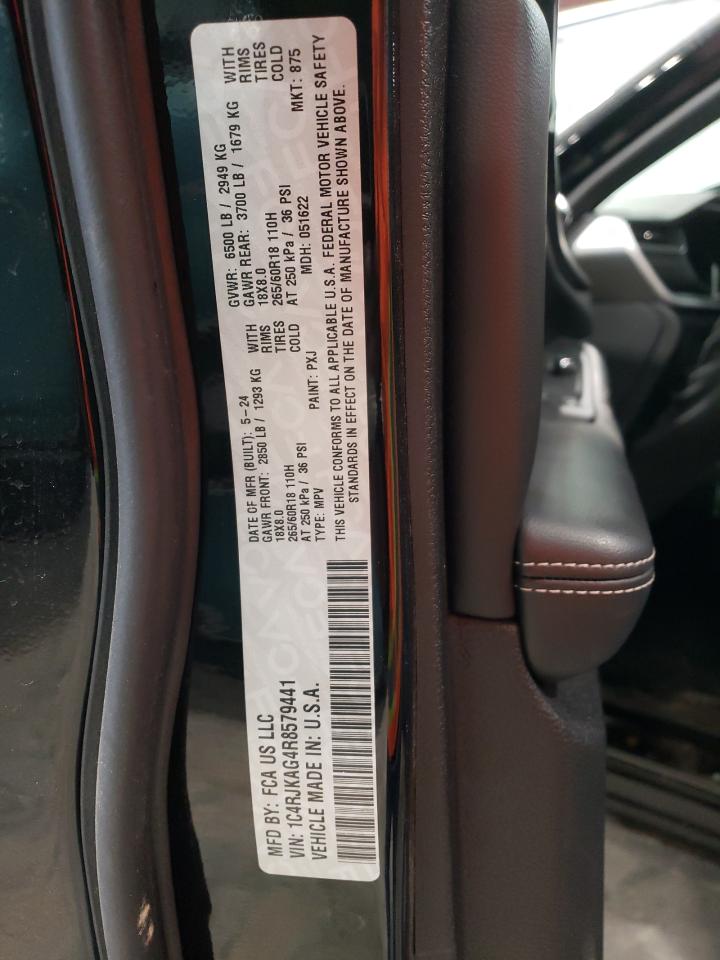 MFD BY: FCA US LLC
VIN: 1C4RJKAG4R8579441
VEHICLE MADE IN: U.S.A.
DATE OF MFR (BUILT): 5-24
GAWR FRONT: 2850 LB / 1293 KG WITH
18X8.0 RIMS
265/60R18 110H TIRES
AT 250 kPa / 36 PSI COLD
TYPE: MPV PAINT: PXJ
GVWR: 6500 LB / 2949 KG
GAWR REAR: 3700 LB / 1679 KG WITH
18X8.0 RIMS
265/60R18 110H TIRES
AT 250 kPa / 36 PSI COLD
MDH: 051622 MKT: 875
THIS VEHICLE CONFORMS TO ALL APPLICABLE U.S.A. FEDERAL MOTOR VEHICLE SAFETY
STANDARDS IN EFFECT ON THE DATE OF MANUFACTURE SHOWN ABOVE.